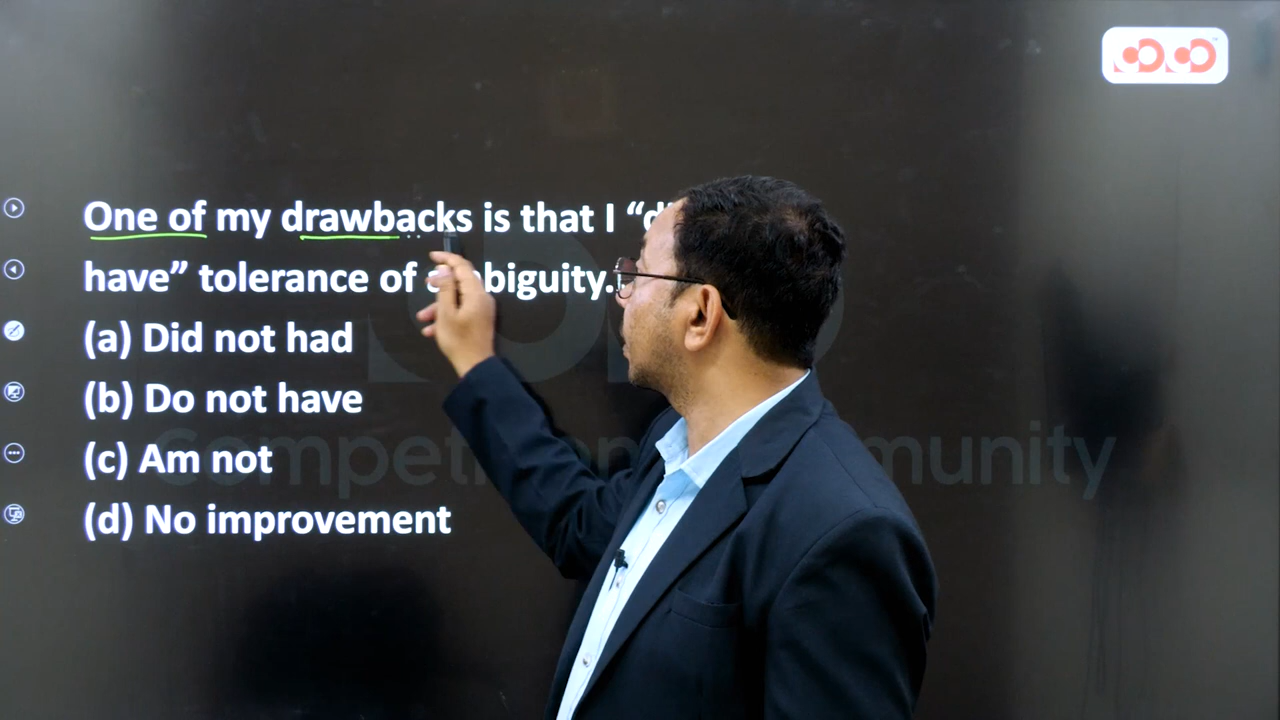 One of my drawbacks is that I “d
have” tolerance of ambiguity.
(a) Did not had
(b) Do not have
(c) Am not
(d) No improvement